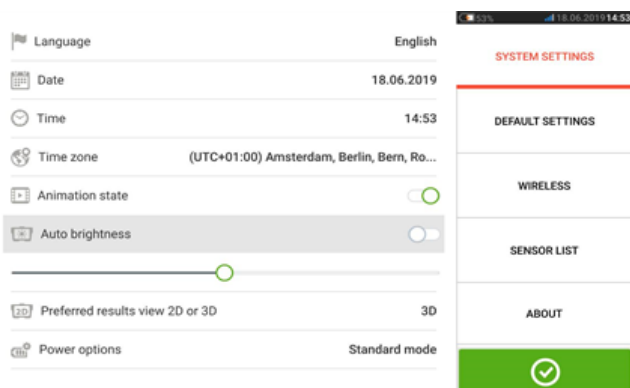 Language English
Date 18.06.2019
Time 14:53
Time zone (UTC+01:00) Amsterdam, Berlin, Bern, Ro...
Animation state
Auto brightness
2D Preferred results view 2D or 3D 3D
Power options Standard mode
53% 18.06.2019 14:53
SYSTEM SETTINGS
DEFAULT SETTINGS
WIRELESS
SENSOR LIST
ABOUT